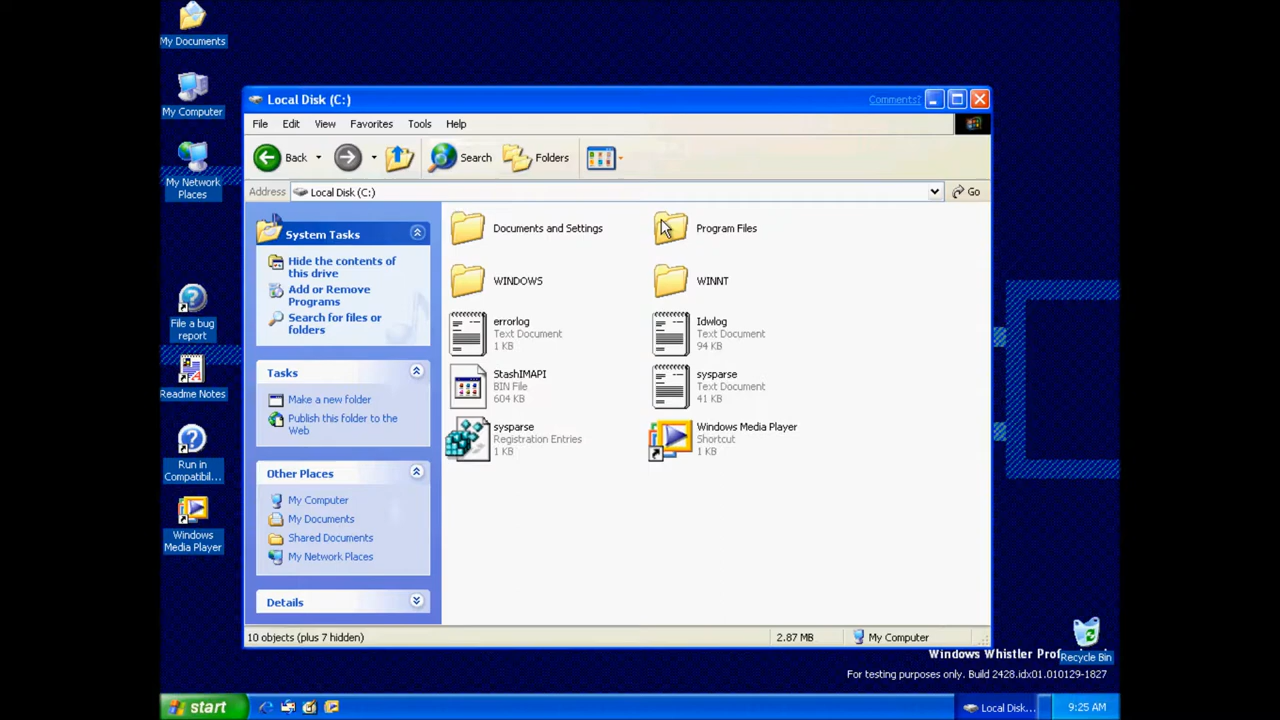 My Documents
My Computer
My Network
Places
File a bug
report
Readme Notes
Run in
Compatibil...
Windows
Media Player
Local Disk (C:)
Comments?
File Edit View Favorites Tools Help
Back Search Folders
Address Local Disk (C:) Go
System Tasks
Hide the contents of
this drive
Add or Remove
Programs
Search for files or
folders
Tasks
Make a new folder
Publish this folder to the
Web
Other Places
My Computer
My Documents
Shared Documents
My Network Places
Details
Documents and Settings
Program Files
WINDOWS
WINNT
errorlog
Text Document
1 KB
Idwlog
Text Document
94 KB
StashIMAPI
BIN File
604 KB
sysparse
Text Document
41 KB
sysparse
Registration Entries
1 KB
Windows Media Player
Shortcut
1 KB
10 objects (plus 7 hidden) 2.87 MB My Computer
Recycle Bin
Windows Whistler
For testing purposes only. Build 2428.idx01.010129-1827
start Local Disk... 9:25 AM